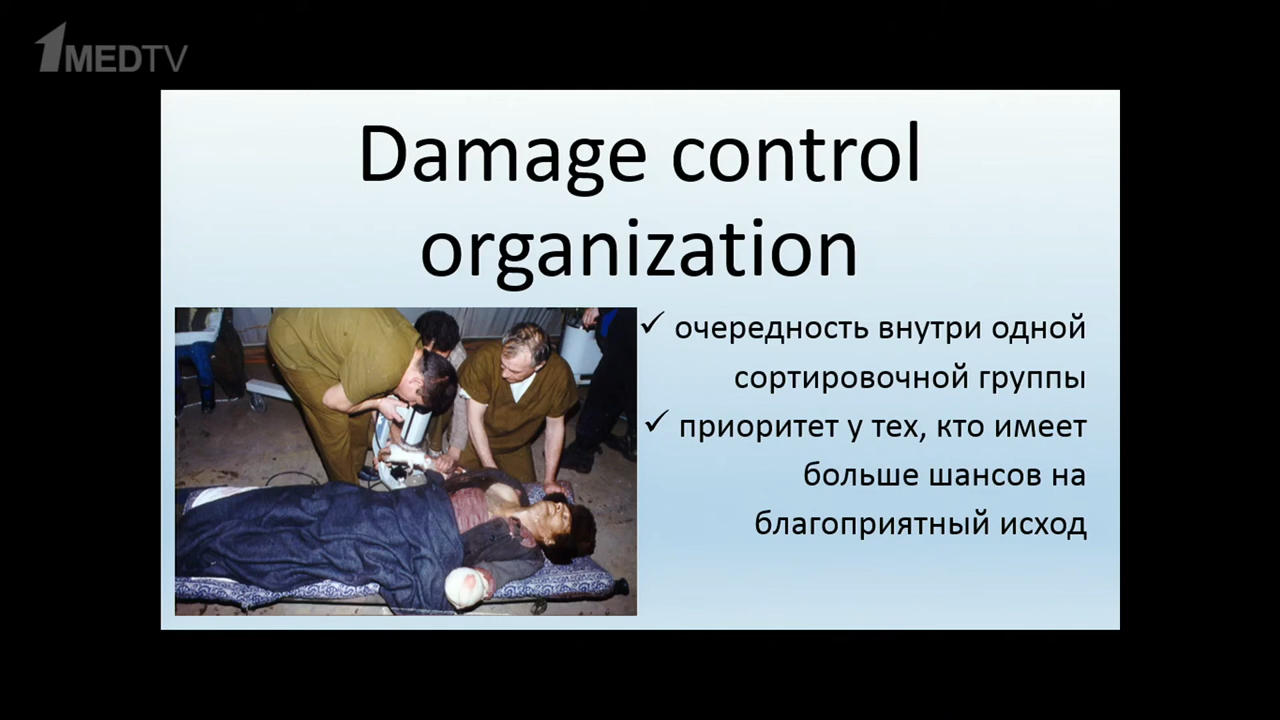 1MEDTV
Damage control
organization
✓ очередность внутри одной
сортировочной группы
✓ приоритет у тех, кто имеет
больше шансов на
благоприятный исход